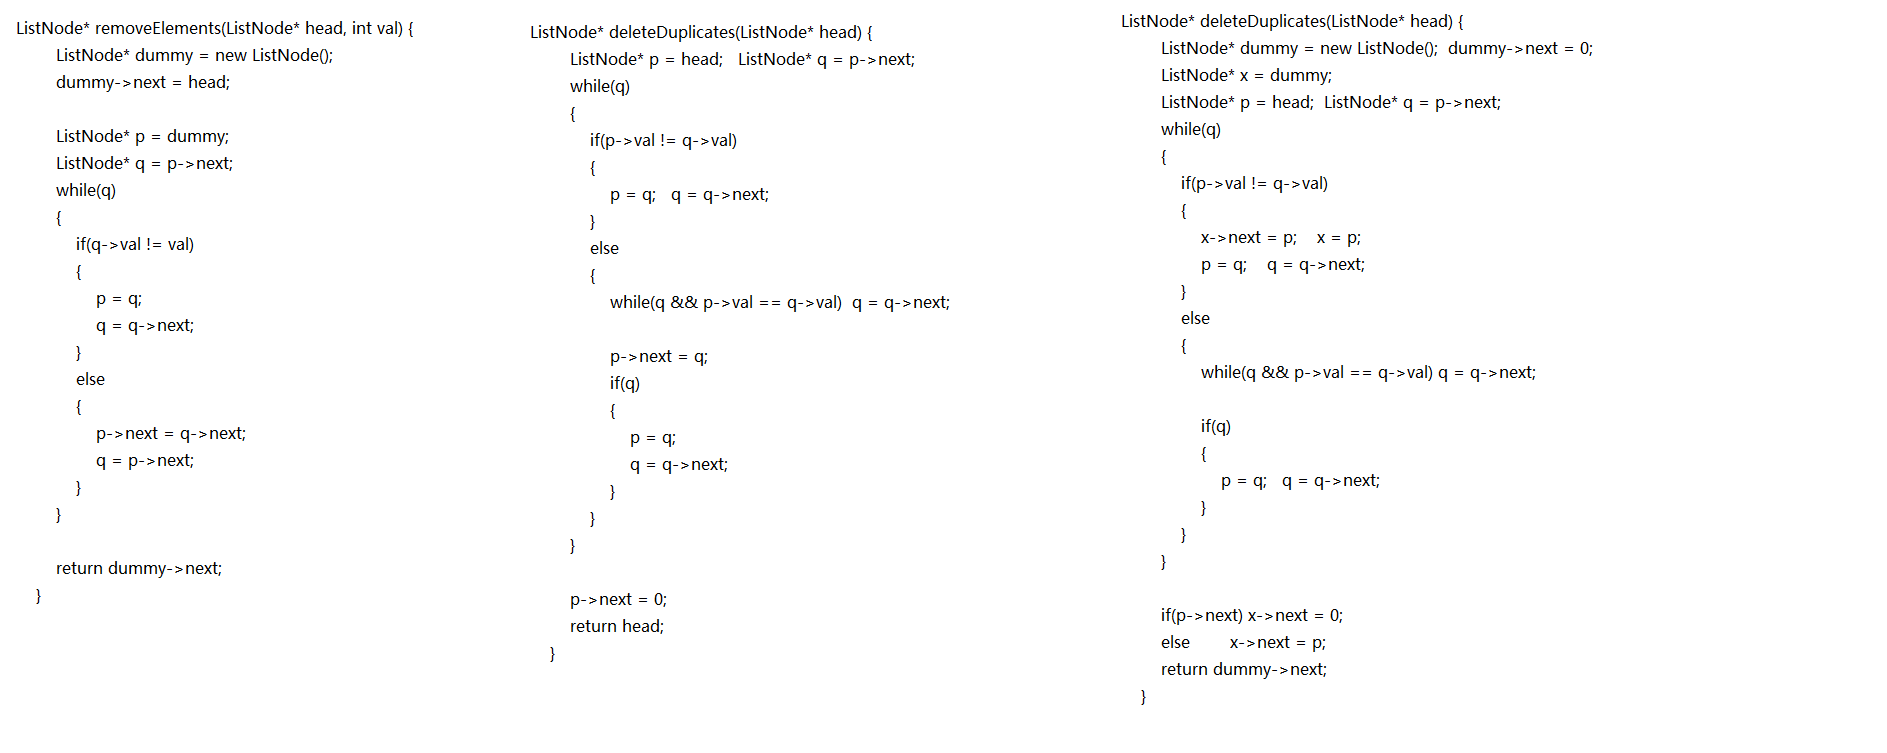 ListNode* removeElements(ListNode* head, int val) {
ListNode* dummy = new ListNode();
dummy->next = head;
ListNode* p = dummy;
ListNode* q = p->next;
while(q)
{
if(q->val != val)
{
p = q;
q = q->next;
}
else
{
p->next = q->next;
q = p->next;
}
}
return dummy->next;
}
ListNode* deleteDuplicates(ListNode* head) {
ListNode* p = head;   ListNode* q = p->next;
while(q)
{
if(p->val != q->val)
{
p = q;   q = q->next;
}
else
{
while(q && p->val == q->val)  q = q->next;
p->next = q;
if(q)
{
p = q;
q = q->next;
}
}
}
p->next = 0;
return head;
}
ListNode* deleteDuplicates(ListNode* head) {
ListNode* dummy = new ListNode();  dummy->next = 0;
ListNode* x = dummy;
ListNode* p = head;  ListNode* q = p->next;
while(q)
{
if(p->val != q->val)
{
x->next = p;    x = p;
p = q;    q = q->next;
}
else
{
while(q && p->val == q->val) q = q->next;
if(q)
{
p = q;   q = q->next;
}
}
}
if(p->next) x->next = 0;
else        x->next = p;
return dummy->next;
}